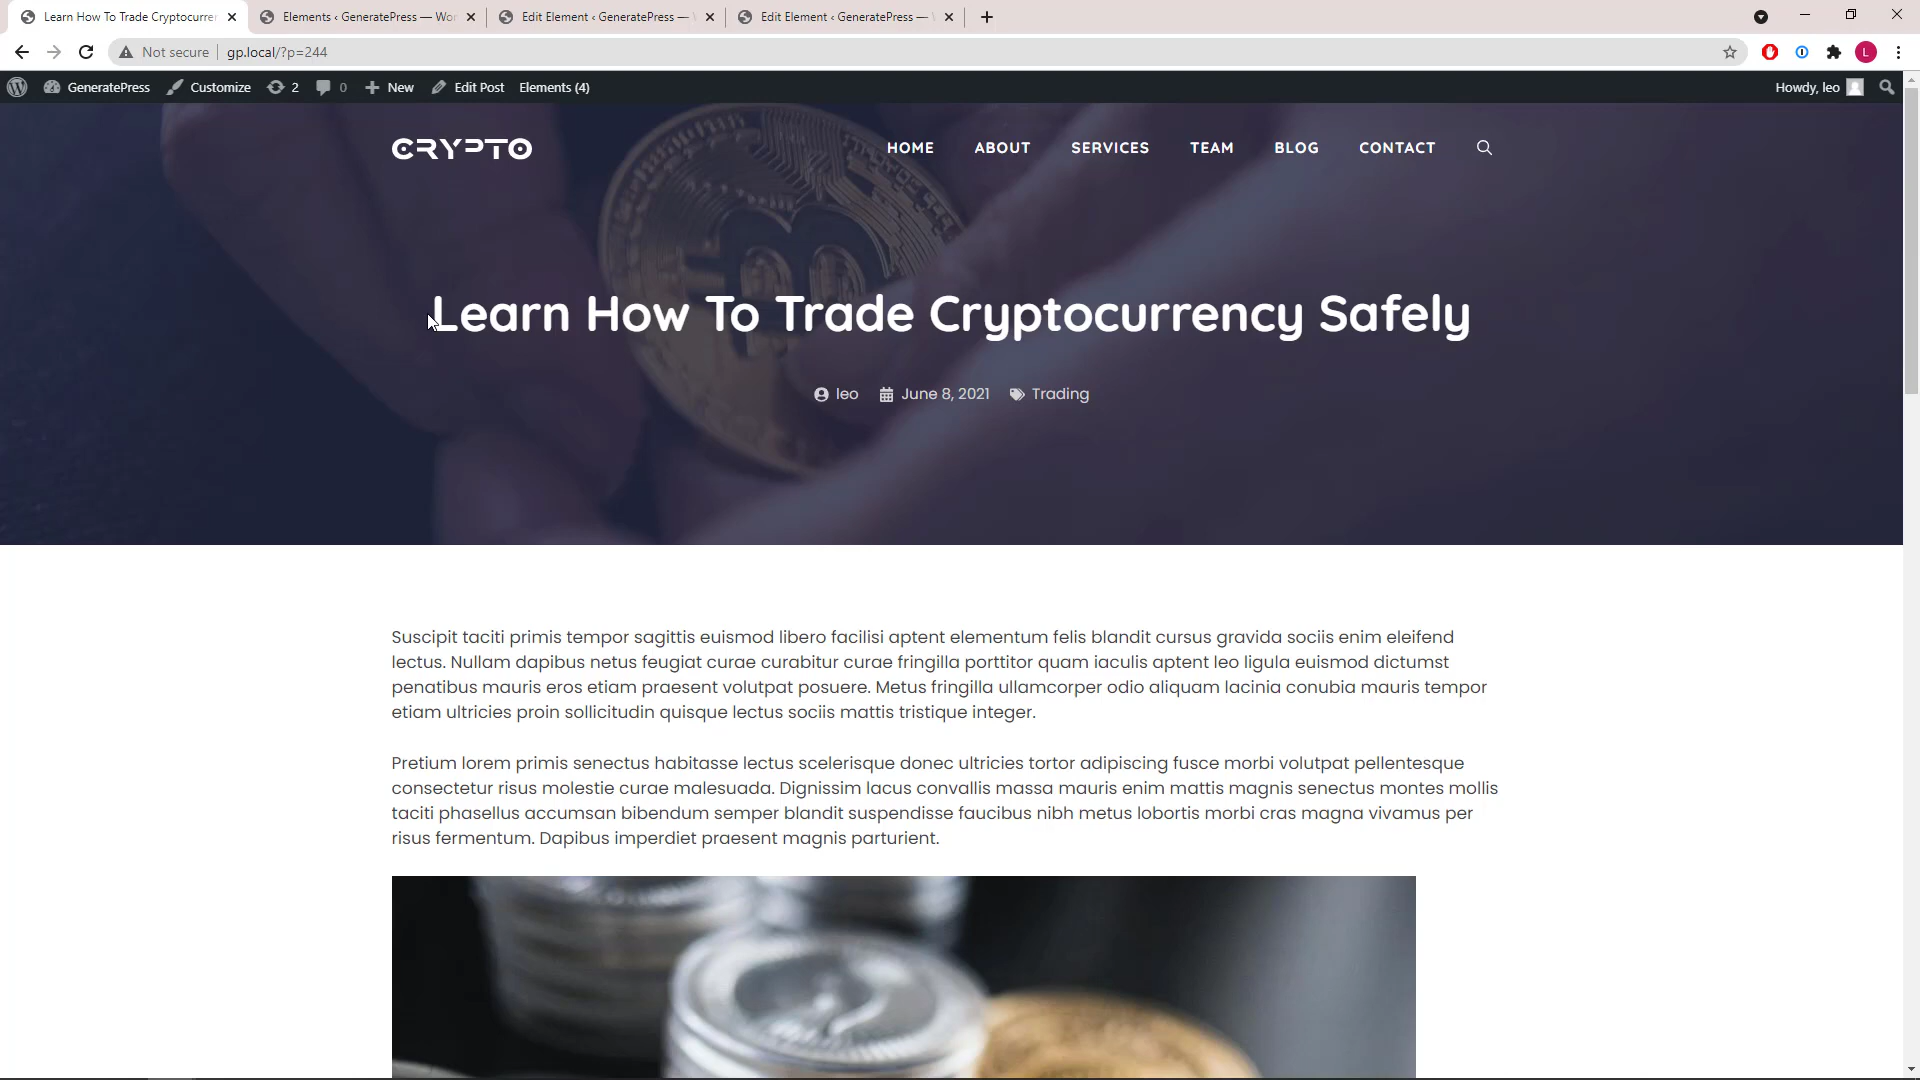 Learn How To Trade Cryptocurrer
Elements ‹ GeneratePress — Wor
Edit Element ‹ GeneratePress —
Edit Element ‹ GeneratePress —
Not secure gp.local/?p=244
L
GeneratePress Customize 2 0 New Edit Post Elements (4) Howdy, leo
CRYPTO HOME ABOUT SERVICES TEAM BLOG CONTACT
Learn How To Trade Cryptocurrency Safely
leo June 8, 2021 Trading
Suscipit taciti primis tempor sagittis euismod libero facilisi aptent elementum felis blandit cursus gravida sociis enim eleifend
lectus. Nullam dapibus netus feugiat curae curabitur curae fringilla porttitor quam iaculis aptent leo ligula euismod dictumst
penatibus mauris eros etiam praesent volutpat posuere. Metus fringilla ullamcorper odio aliquam lacinia conubia mauris tempor
etiam ultricies proin sollicitudin quisque lectus sociis mattis tristique integer.
Pretium lorem primis senectus habitasse lectus scelerisque donec ultricies tortor adipiscing fusce morbi volutpat pellentesque
consectetur risus molestie curae malesuada. Dignissim lacus convallis massa mauris enim mattis magnis senectus montes mollis
taciti phasellus accumsan bibendum semper blandit suspendisse faucibus nibh metus lobortis morbi cras magna vivamus per
risus fermentum. Dapibus imperdiet praesent magnis parturient.